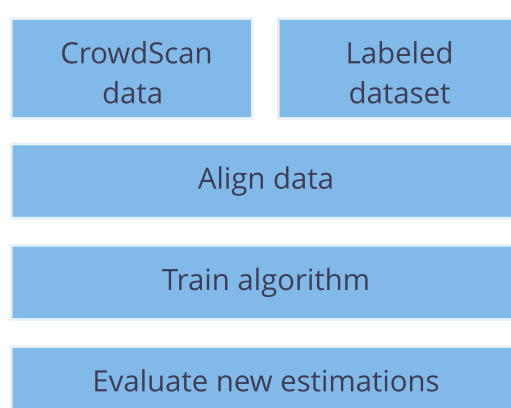 CrowdScan
data
Labeled
dataset
Align data
Train algorithm
Evaluate new estimations